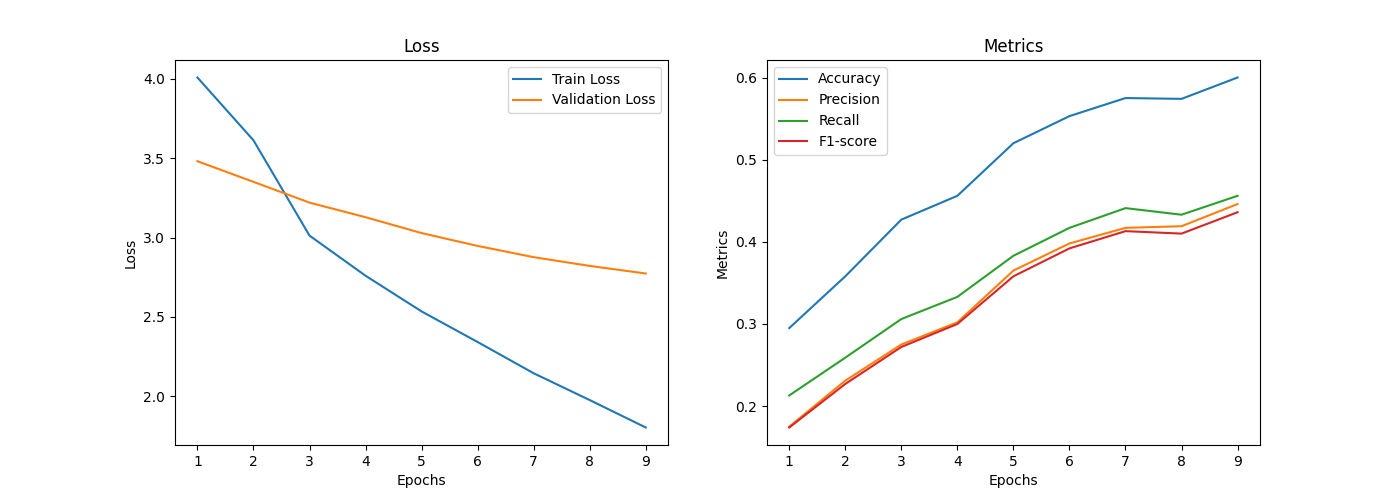 Loss
4.0
3.5
3.0
2.5
2.0
Loss
1 2 3 4 5 6 7 8 9
Epochs
Train Loss
Validation Loss
Metrics
0.6
0.5
0.4
0.3
0.2
Metrics
1 2 3 4 5 6 7 8 9
Epochs
Accuracy
Precision
Recall
F1-score